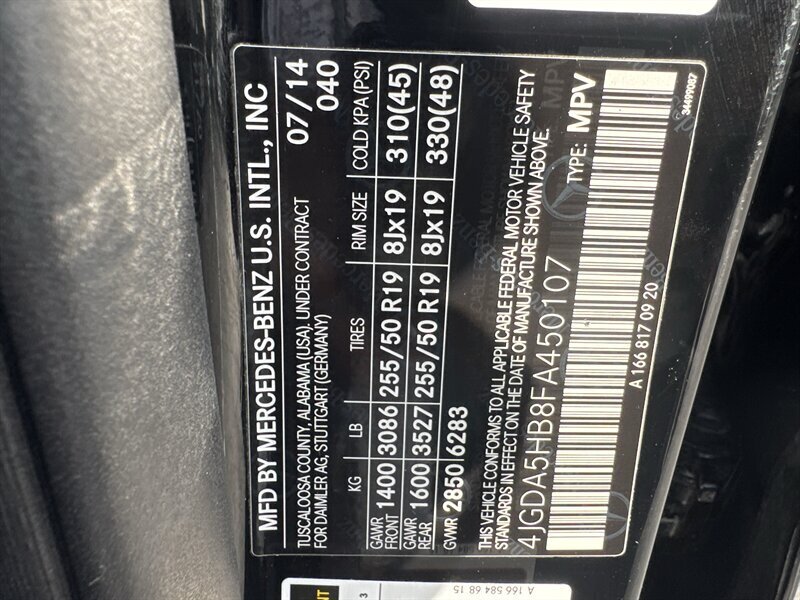 MFD BY MERCEDES-BENZ U.S. INTL., INC
07/14
TUSCALOOSA COUNTY, ALABAMA (USA), UNDER CONTRACT
FOR DAIMLER AG, STUTTGART (GERMANY)
040
KG LB TIRES RIM SIZE COLD KPA (PSI)
GAWR FRONT 1400 3086 255/50 R19 8Jx19 310(45)
GAWR REAR 1600 3527 255/50 R19 8Jx19 330(48)
GVWR 2850 6283
THIS VEHICLE CONFORMS TO ALL APPLICABLE FEDERAL MOTOR VEHICLE SAFETY
STANDARDS IN EFFECT ON THE DATE OF MANUFACTURE SHOWN ABOVE.
4JGDA5HB8FA450107 TYPE: MPV
A 166 817 09 20
34499087
A 166 584 68 15
3